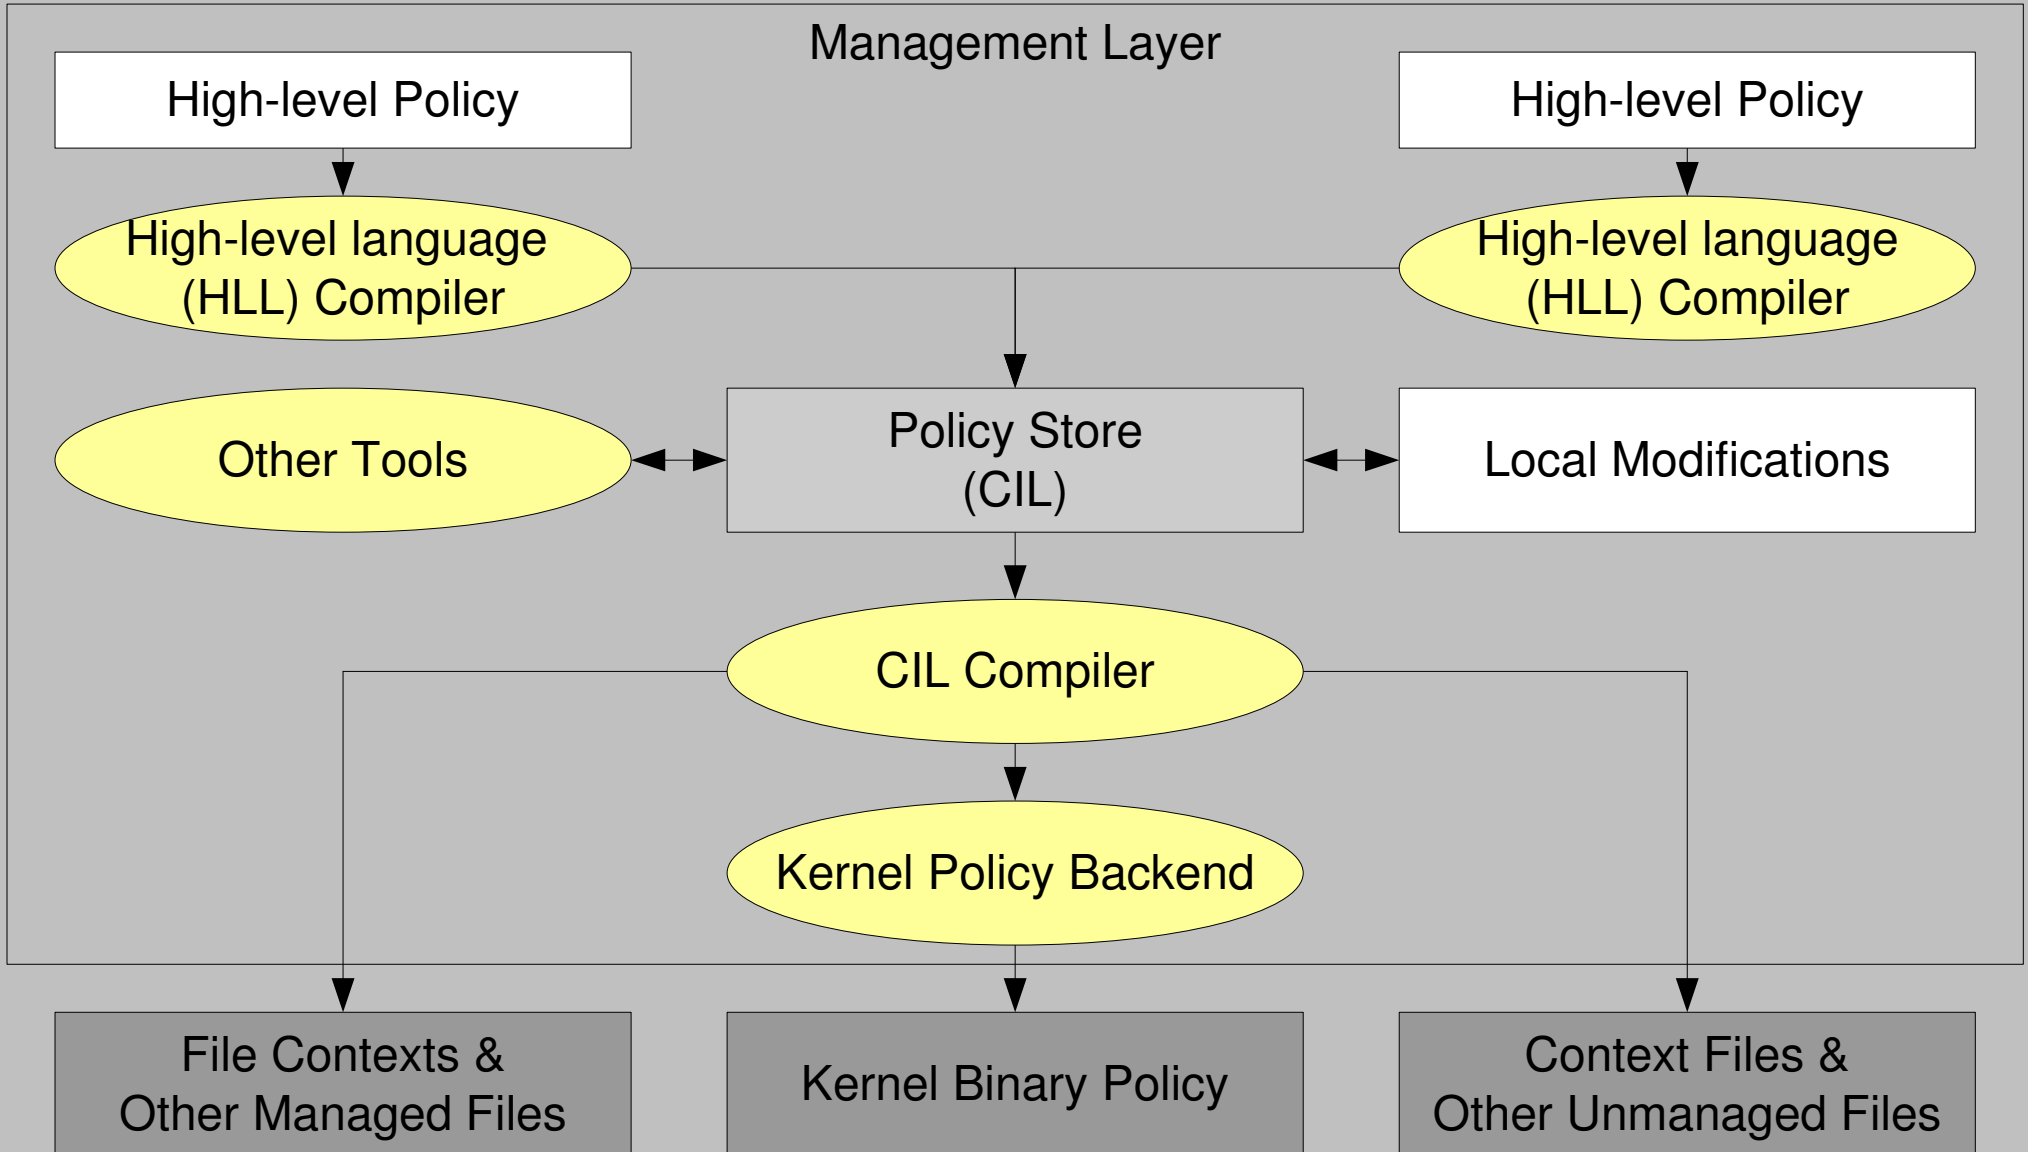 Management Layer
High-level Policy
High-level Policy
High-level language
(HLL) Compiler
High-level language
(HLL) Compiler
Other Tools
Policy Store
(CIL)
Local Modifications
CIL Compiler
Kernel Policy Backend
File Contexts &
Other Managed Files
Kernel Binary Policy
Context Files &
Other Unmanaged Files